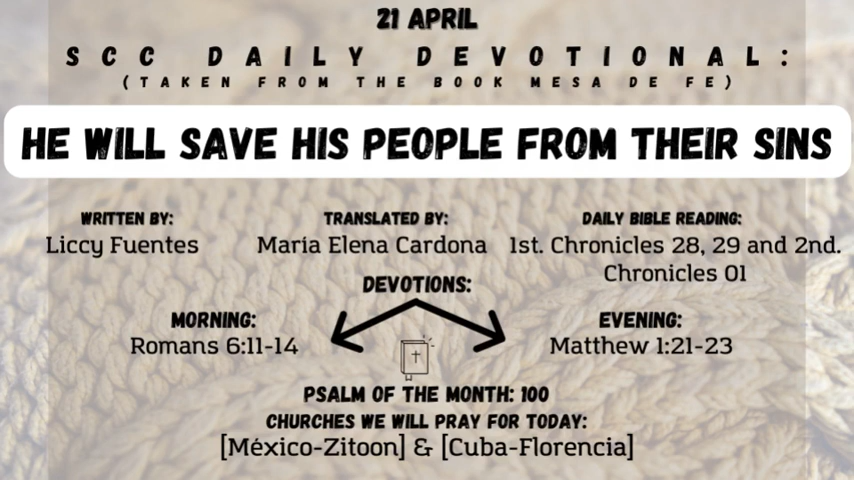 21 APRIL
SCC DAILY DEVOTIONAL:
(TAKEN FROM THE BOOK MESA DE FE)
HE WILL SAVE HIS PEOPLE FROM THEIR SINS
WRITTEN BY:
Liccy Fuentes
TRANSLATED BY:
María Elena Cardona
DAILY BIBLE READING:
1st. Chronicles 28, 29 and 2nd.
Chronicles 01
DEVOTIONS:
MORNING:
Romans 6:11-14
EVENING:
Matthew 1:21-23
PSALM OF THE MONTH: 100
CHURCHES WE WILL PRAY FOR TODAY:
[México-Zitoon] & [Cuba-Florencia]